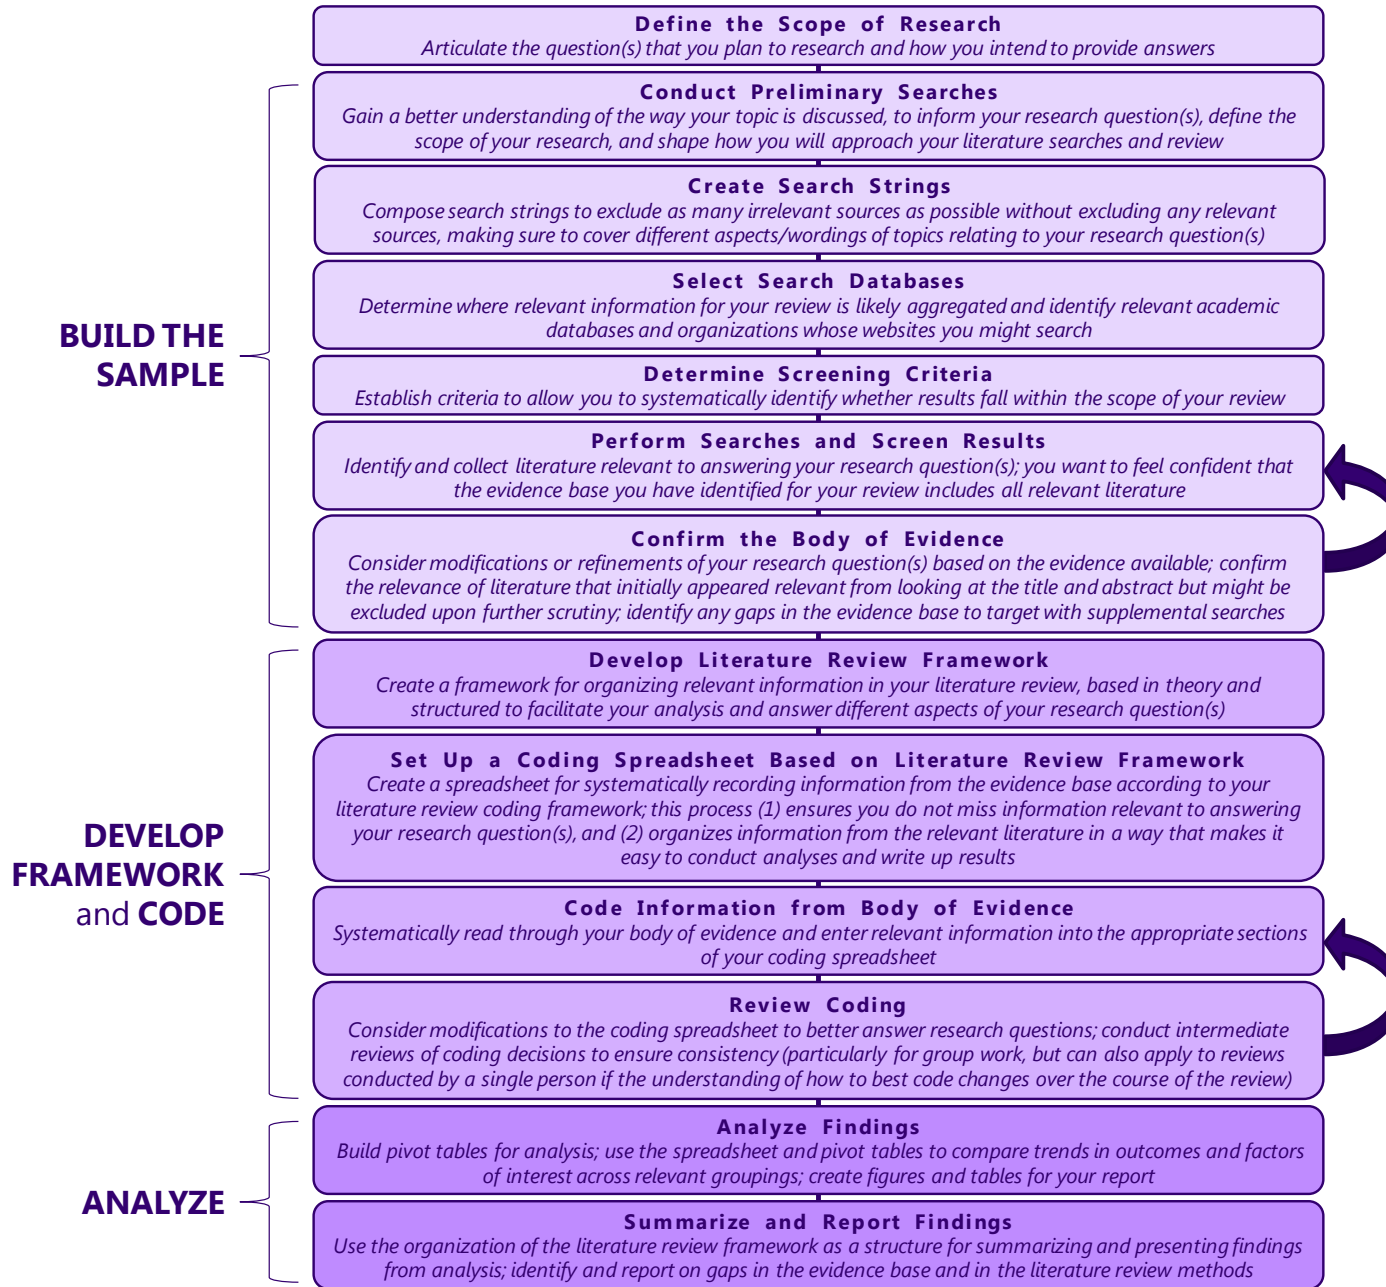 Define the Scope of Research
Articulate the question(s) that you plan to research and how you intend to provide answers
BUILD THE
SAMPLE
Conduct Preliminary Searches
Gain a better understanding of the way your topic is discussed, to inform your research question(s), define the
scope of your research, and shape how you will approach your literature searches and review
Create Search Strings
Compose search strings to exclude as many irrelevant sources as possible without excluding any relevant
sources, making sure to cover different aspects/wordings of topics relating to your research question(s)
Select Search Databases
Determine where relevant information for your review is likely aggregated and identify relevant academic
databases and organizations whose websites you might search
Determine Screening Criteria
Establish criteria to allow you to systematically identify whether results fall within the scope of your review
Perform Searches and Screen Results
Identify and collect literature relevant to answering your research question(s); you want to feel confident that
the evidence base you have identified for your review includes all relevant literature
Confirm the Body of Evidence
Consider modifications or refinements of your research question(s) based on the evidence available; confirm
the relevance of literature that initially appeared relevant from looking at the title and abstract but might be
excluded upon further scrutiny; identify any gaps in the evidence base to target with supplemental searches
DEVELOP
FRAMEWORK
and CODE
Develop Literature Review Framework
Create a framework for organizing relevant information in your literature review, based in theory and
structured to facilitate your analysis and answer different aspects of your research question(s)
Set Up a Coding Spreadsheet Based on Literature Review Framework
Create a spreadsheet for systematically recording information from the evidence base according to your
literature review coding framework; this process (1) ensures you do not miss information relevant to answering
your research question(s), and (2) organizes information from the relevant literature in a way that makes it
easy to conduct analyses and write up results
Code Information from Body of Evidence
Systematically read through your body of evidence and enter relevant information into the appropriate sections
of your coding spreadsheet
Review Coding
Consider modifications to the coding spreadsheet to better answer research questions; conduct intermediate
reviews of coding decisions to ensure consistency (particularly for group work, but can also apply to reviews
conducted by a single person if the understanding of how to best code changes over the course of the review)
ANALYZE
Analyze Findings
Build pivot tables for analysis; use the spreadsheet and pivot tables to compare trends in outcomes and factors
of interest across relevant groupings; create figures and tables for your report
Summarize and Report Findings
Use the organization of the literature review framework as a structure for summarizing and presenting findings
from analysis; identify and report on gaps in the evidence base and in the literature review methods